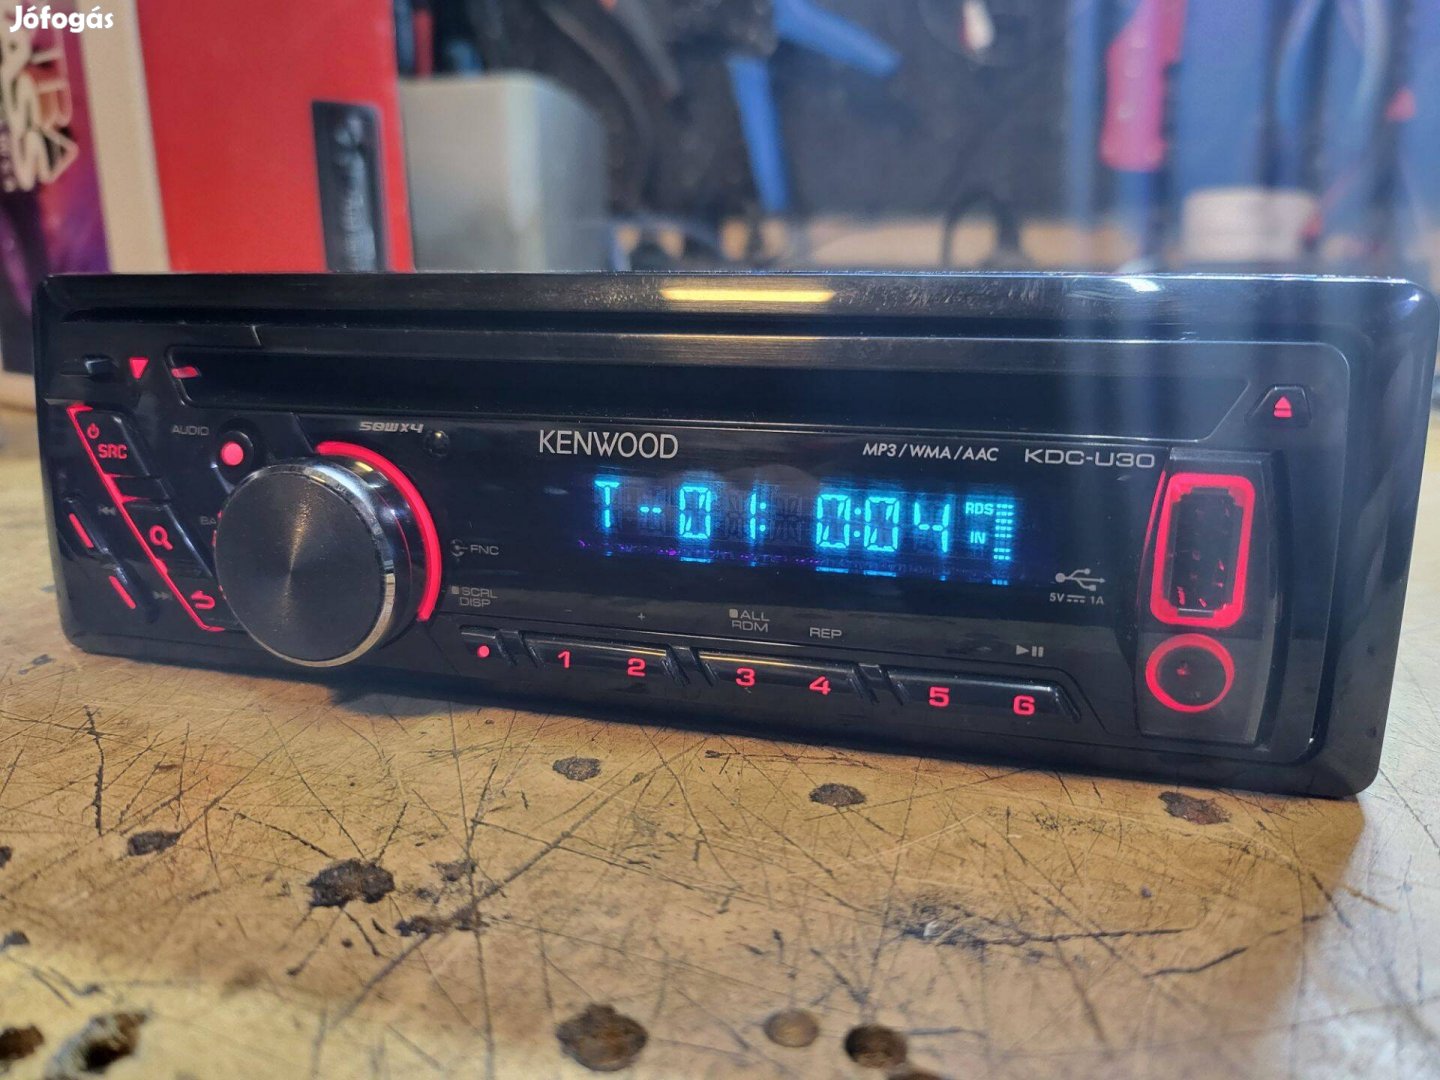 Jófogás
JBA
50Wx4
KENWOOD
MP3/WMA/AAC KDC-U30
AUDIO
SRC
T-01: 0:04
RDS
IN
FNC
SCRL
DISP
5V 1A
- +
ALL
RDM
REP
1 2 3 4 5 6